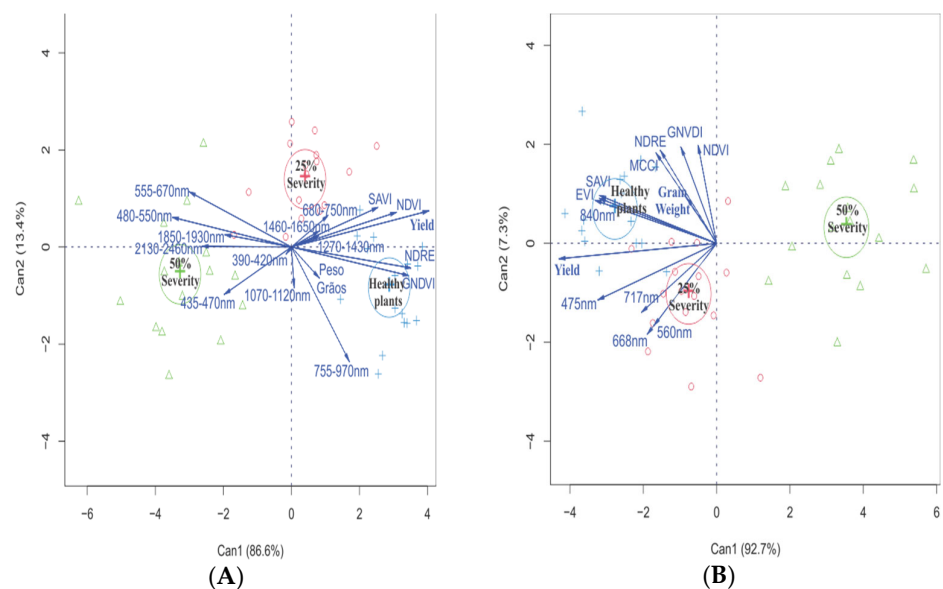 4
2
0
−2
−4
Can2 (13.4%)
25%
Severity
555-670nm
680-750nm
SAVI
NDVI
480-550nm
1460-1650nm
Yield
1850-1930nm
1270-1430nm
2130-2460nm
390-420nm
NDRE
50%
Severity
Peso
Grãos
Healthy
plants
GNDVI
435-470nm
1070-1120nm
755-970nm
−6
−4
−2
0
2
4
Can1 (86.6%)
(A)
4
2
0
−2
−4
Can2 (7.3%)
GNVDI
NDRE
NDVI
MCCI
SAVI
EVI
Healthy
plants
Grain
Weight
840nm
50%
Severity
Yield
25%
Severity
475nm
717nm
560nm
668nm
−4
−2
0
2
4
6
Can1 (92.7%)
(B)